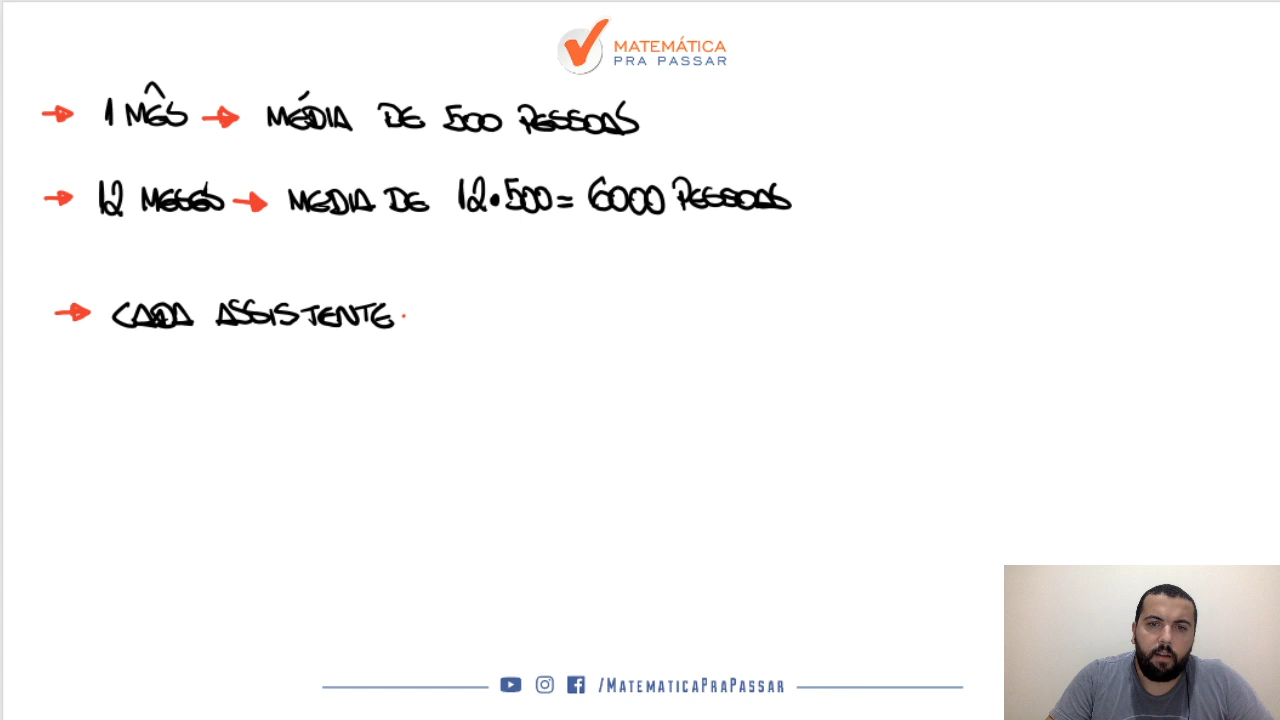 MATEMÁTICA
PRA PASSAR
1 MÊS → MÉDIA DE 500 PESSOAS
12 MESES → MEDIA DE 12·500 = 6000 PESSOAS
CADA ASSISTENTE
/MATEMATICAPRAPASSAR